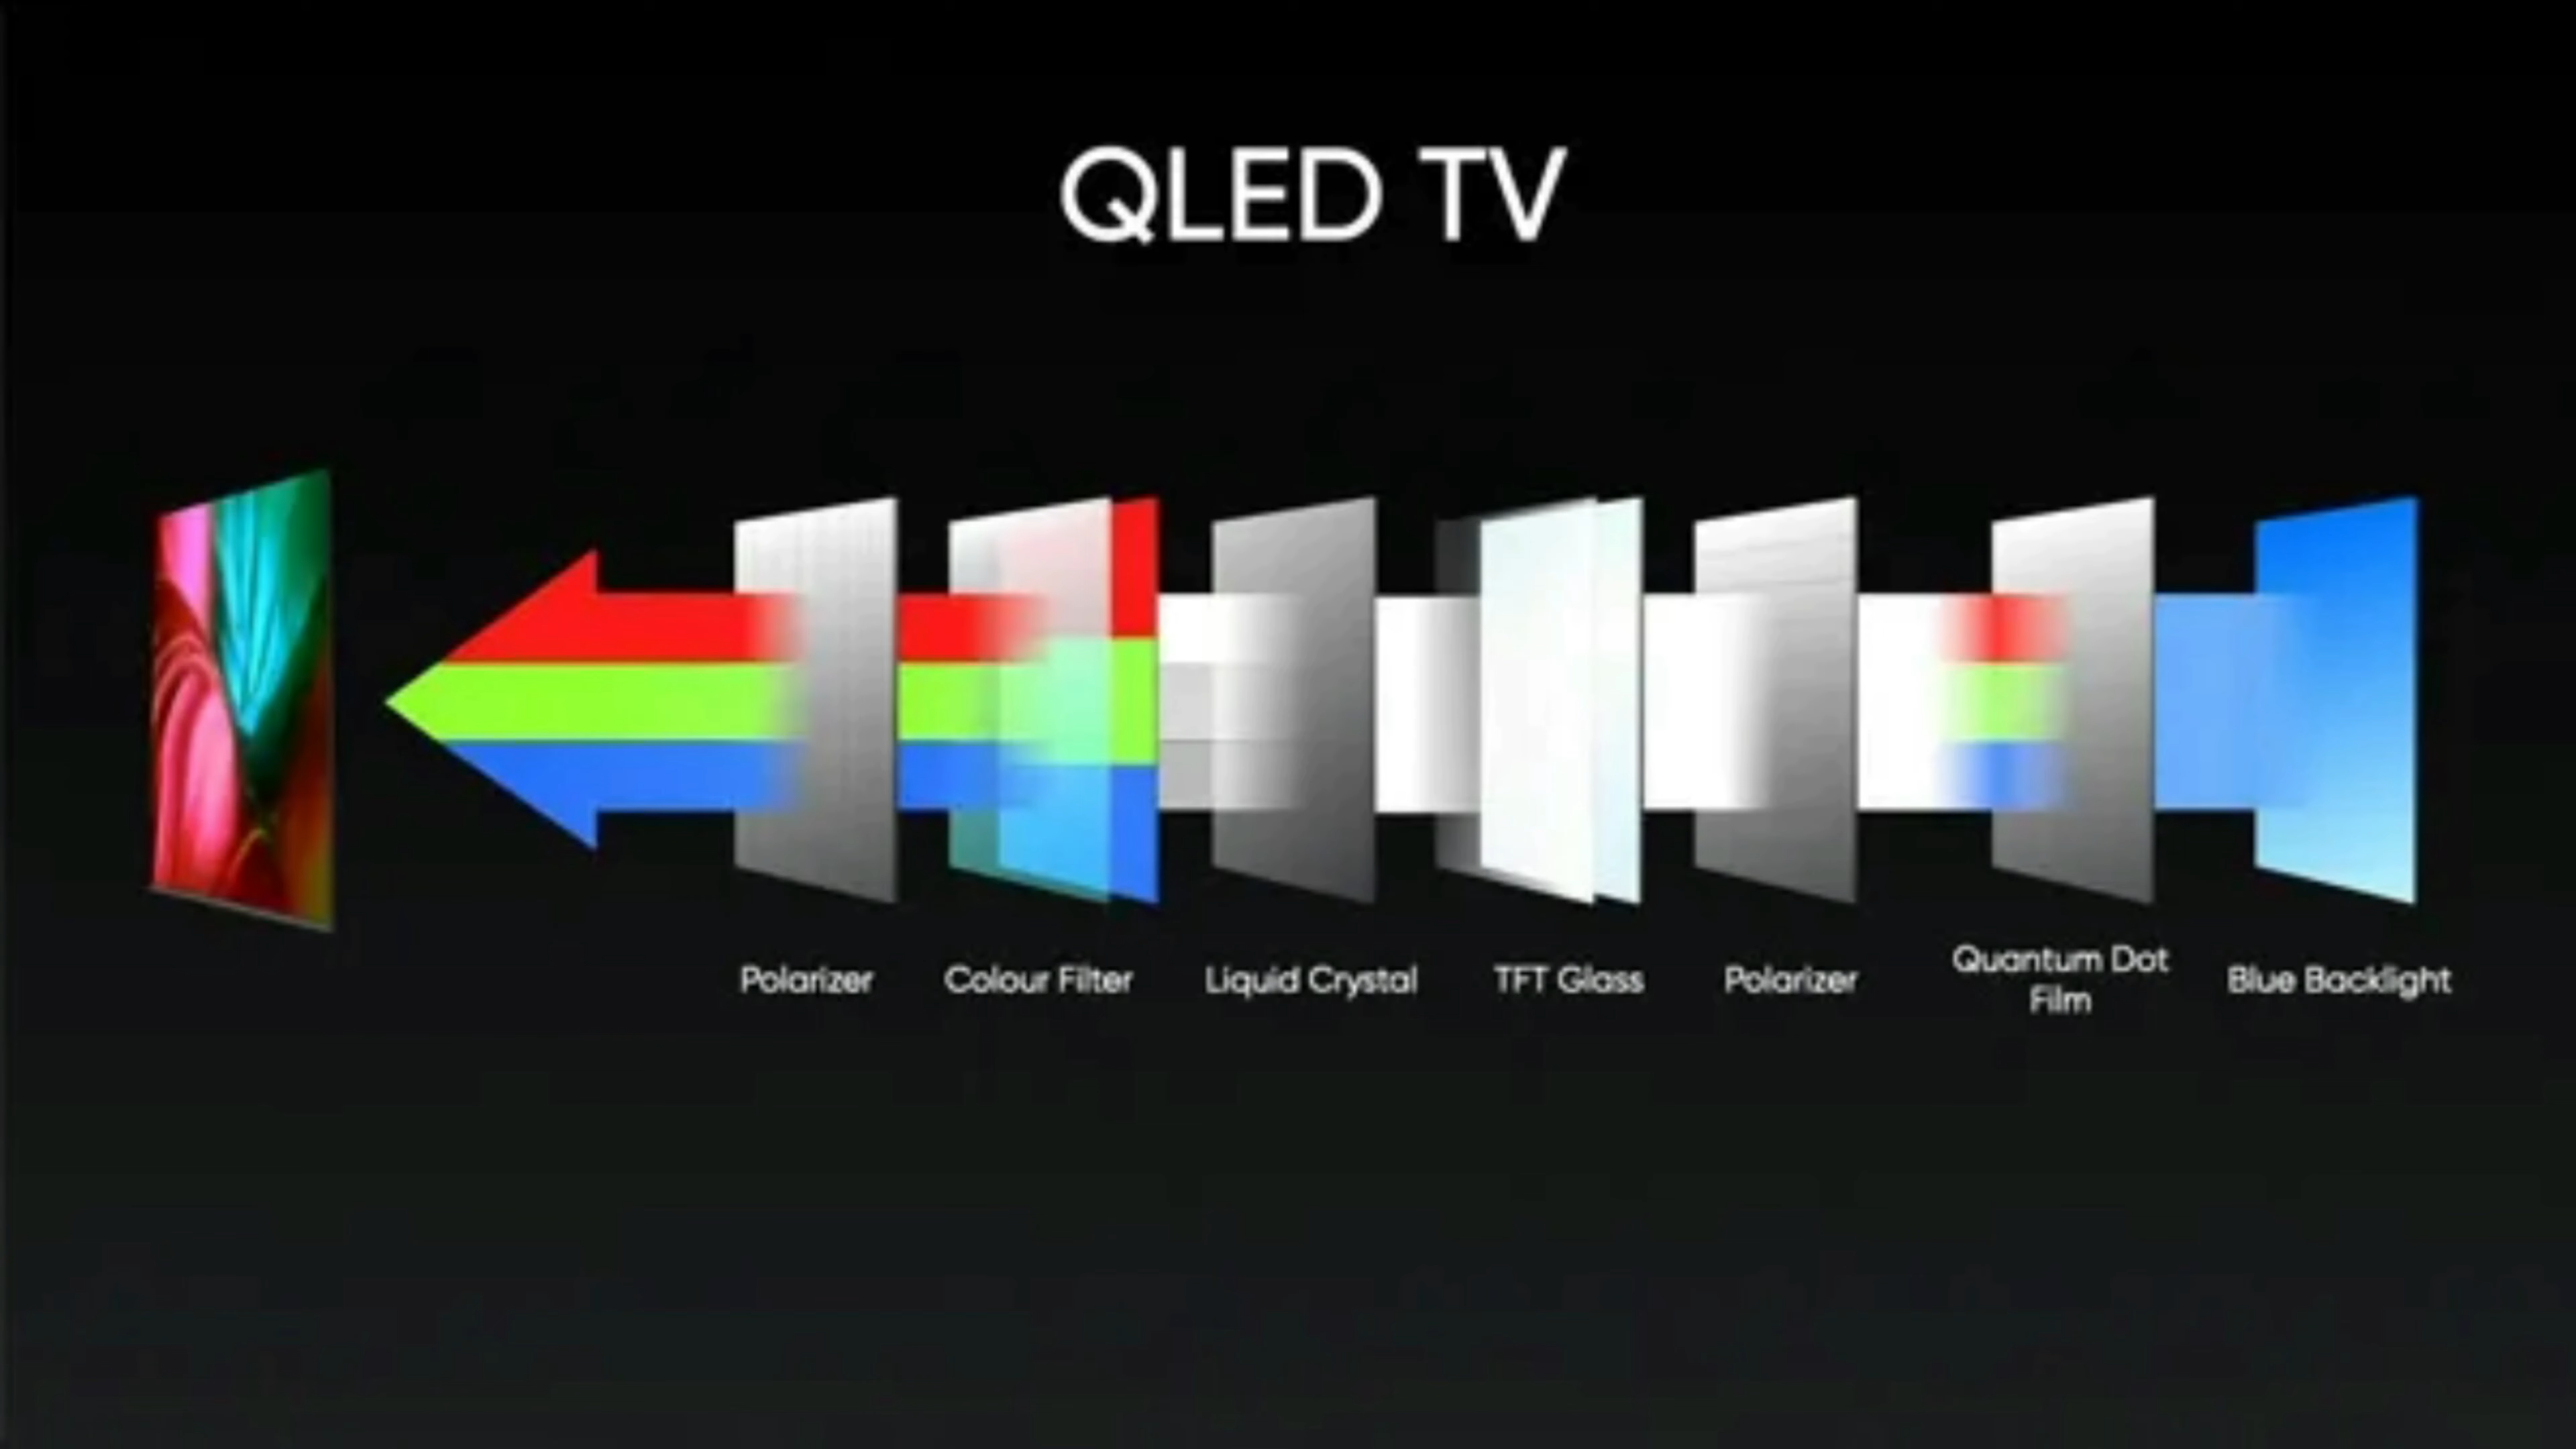 QLED TV
Polarizer
Colour Filter
Liquid Crystal
TFT Glass
Polarizer
Quantum Dot
Film
Blue Backlight